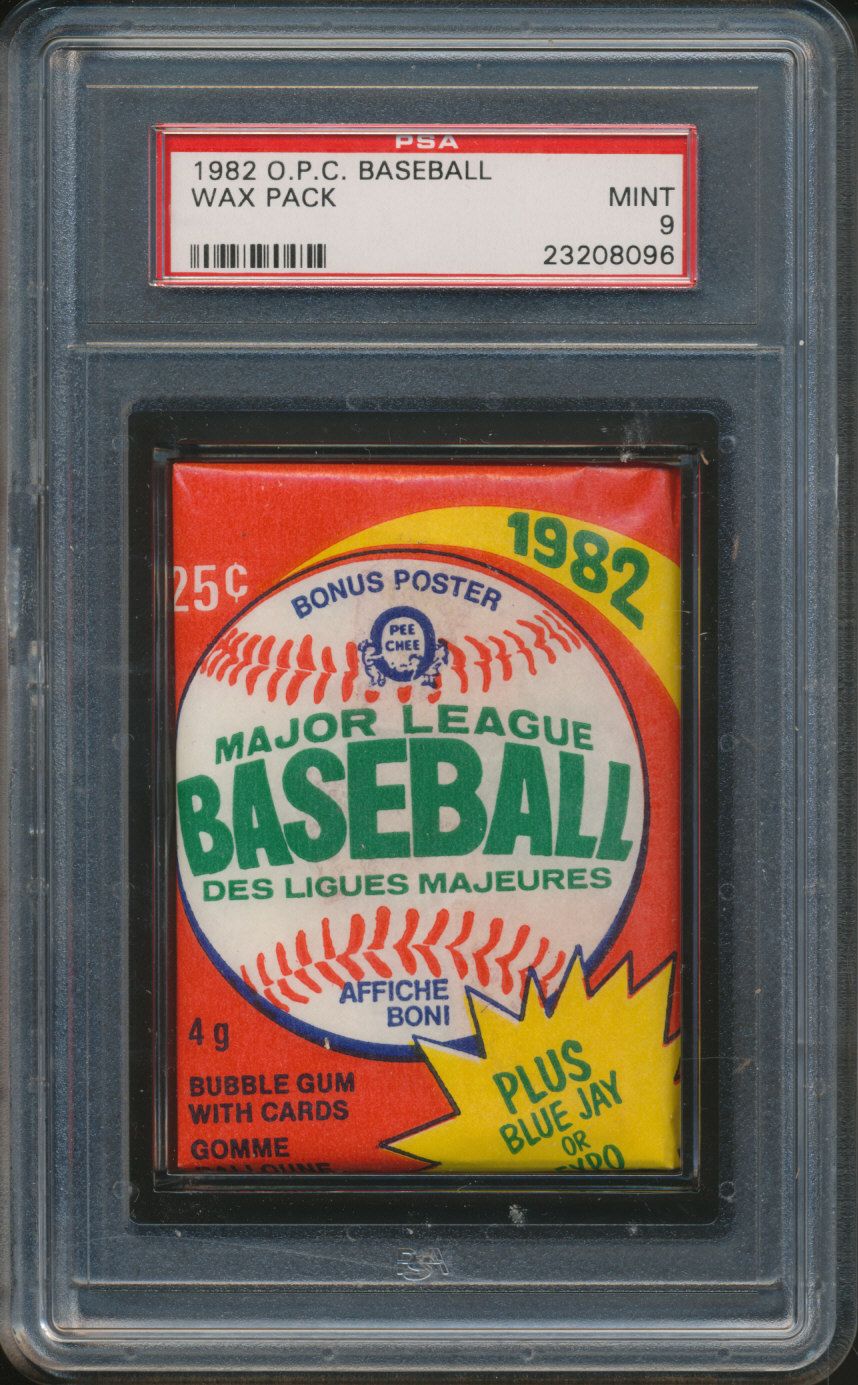 PSA
1982 O.P.C. BASEBALL
WAX PACK
MINT
9
23208096
1982
25¢
BONUS POSTER
PEE
CHEE
MAJOR LEAGUE
BASEBALL
DES LIGUES MAJEURES
AFFICHE
BONI
4 g
BUBBLE GUM
WITH CARDS
GOMME
PLUS
BLUE JAY
OR
PSA